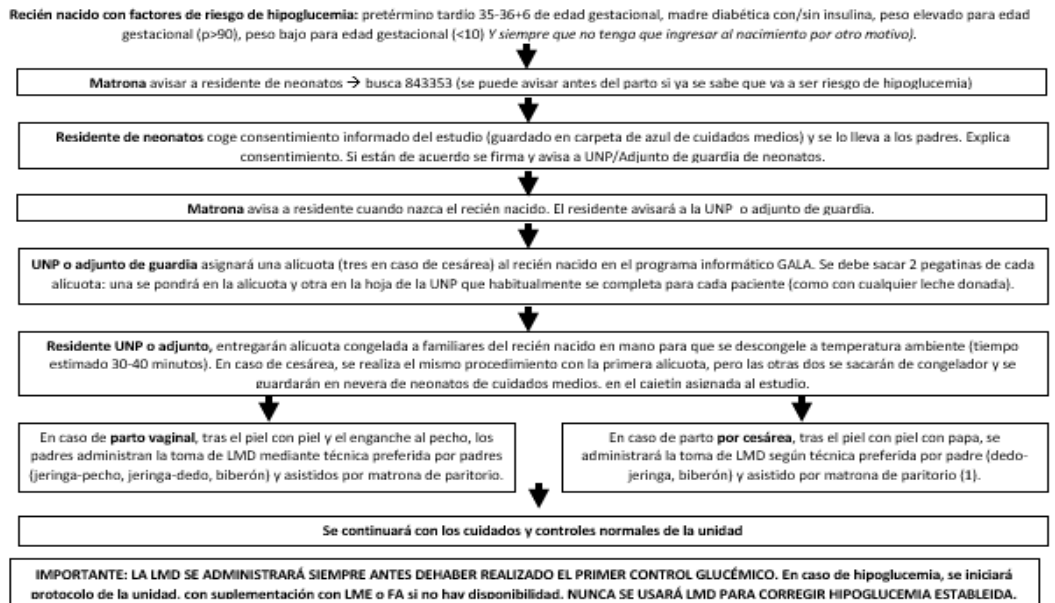 Recién nacido con factores de riesgo de hipoglucemia: pretérmino tardío 35-36+6 de edad gestacional, madre diabética con/sin insulina, peso elevado para edad
gestacional (p>90), peso bajo para edad gestacional (<10) Y siempre que no tenga que ingresar al nacimiento por otro motivo).
Matrona avisar a residente de neonatos → busca 843353 (se puede avisar antes del parto si ya se sabe que va a ser riesgo de hipoglucemia)
Residente de neonatos coge consentimiento informado del estudio (guardado en carpeta de azul de cuidados medios) y se lo lleva a los padres. Explica
consentimiento. Si están de acuerdo se firma y avisa a UNP/Adjunto de guardia de neonatos.
Matrona avisa a residente cuando nazca el recién nacido. El residente avisará a la UNP o adjunto de guardia.
UNP o adjunto de guardia asignará una alícuota (tres en caso de cesárea) al recién nacido en el programa informático GALA. Se debe sacar 2 pegatinas de cada
alícuota: una se pondrá en la alícuota y otra en la hoja de la UNP que habitualmente se completa para cada paciente (como con cualquier leche donada).
Residente UNP o adjunto, entregarán alícuota congelada a familiares del recién nacido en mano para que se descongele a temperatura ambiente (tiempo
estimado 30-40 minutos). En caso de cesárea, se realiza el mismo procedimiento con la primera alícuota, pero las otras dos se sacarán de congelador y se
guardarán en nevera de neonatos de cuidados medios. en el cajetín asignada al estudio.
En caso de parto vaginal, tras el piel con piel y el enganche al pecho, los
padres administran la toma de LMD mediante técnica preferida por padres
(jeringa-pecho, jeringa-dedo, biberón) y asistidos por matrona de paritorio.
En caso de parto por cesárea, tras el piel con piel con papa, se
administrará la toma de LMD según técnica preferida por padre (dedo-
jeringa, biberón) y asistido por matrona de paritorio (1).
Se continuará con los cuidados y controles normales de la unidad
IMPORTANTE: LA LMD SE ADMINISTRARÁ SIEMPRE ANTES DEHABER REALIZADO EL PRIMER CONTROL GLUCÉMICO. En caso de hipoglucemia, se iniciará
protocolo de la unidad. con suplementación con LME o FA si no hay disponibilidad. NUNCA SE USARÁ LMD PARA CORREGIR HIPOGLUCEMIA ESTABLEIDA.